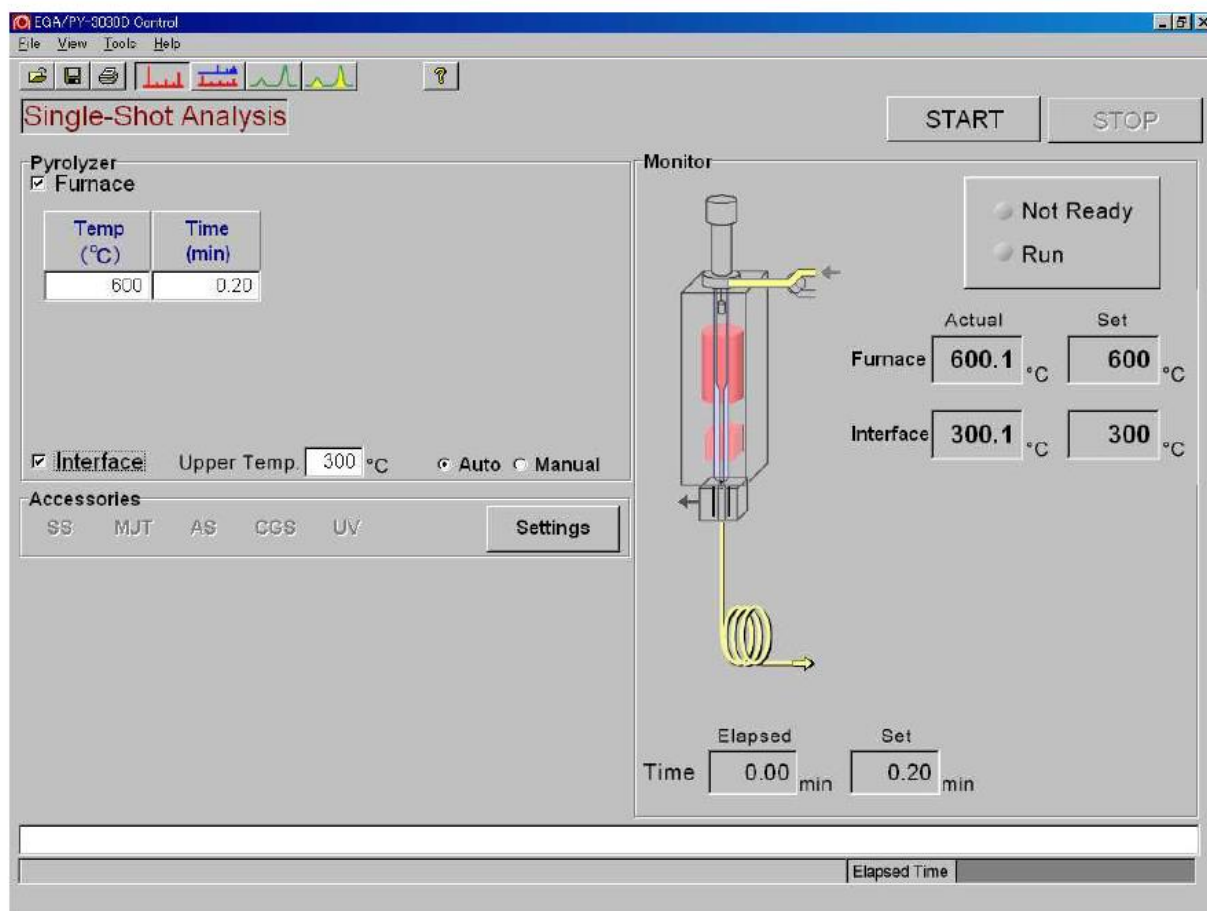 EGA/PY-3030D Control
File View Tools Help
?
Single-Shot Analysis
START
STOP
Pyrolyzer
Furnace
Temp (°C) Time (min)
600 0.20
Interface Upper Temp. 300 °C Auto Manual
Accessories
SS MJT AS CGS UV Settings
Monitor
Not Ready
Run
Actual Set
Furnace 600.1 °C 600 °C
Interface 300.1 °C 300 °C
Elapsed Set
Time 0.00 min 0.20 min
Elapsed Time